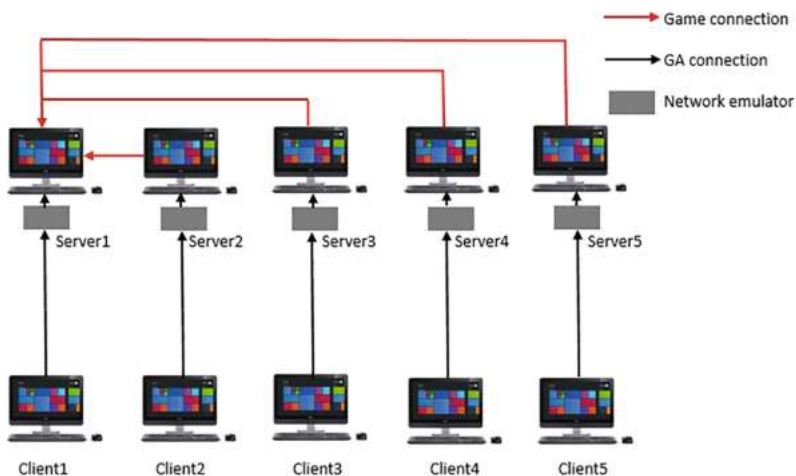 Game connection
GA connection
Network emulator
Server1
Server2
Server3
Server4
Server5
Client1
Client2
Client3
Client4
Client5